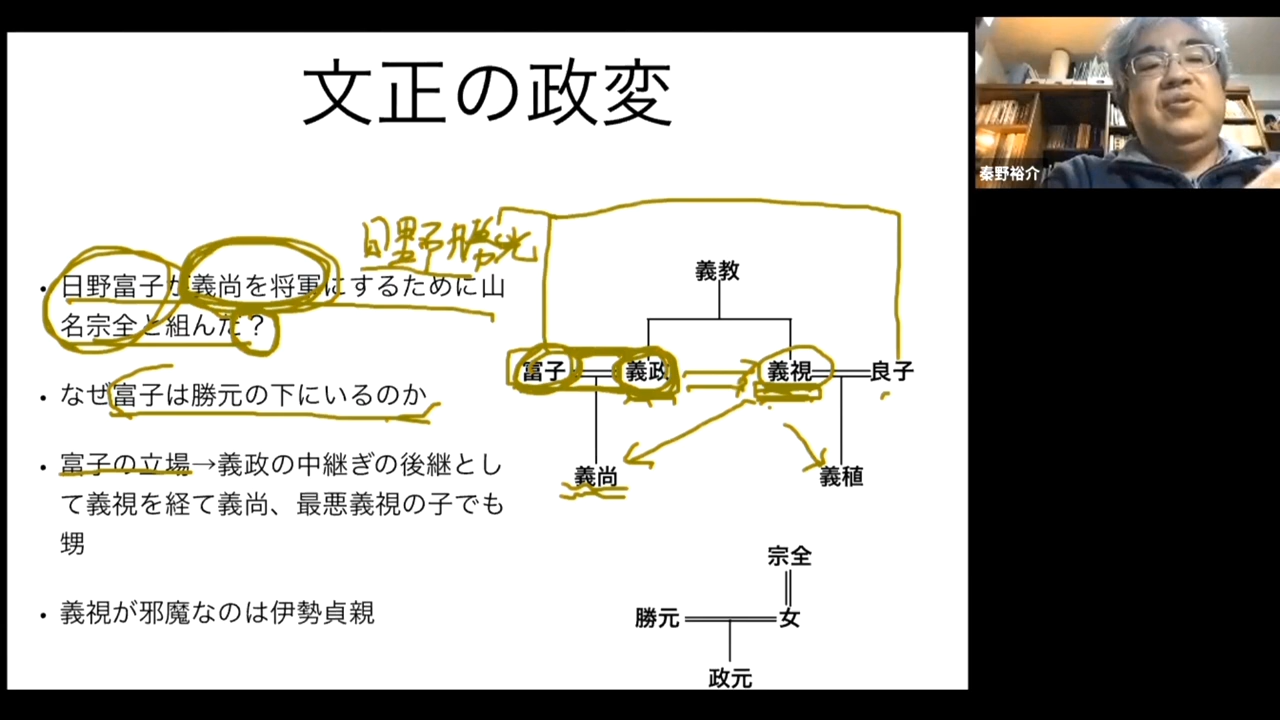 文正の政変
秦野裕介
日野勝光
・日野富子が義尚を将軍にするために山
名宗全と組んだ？
・なぜ富子は勝元の下にいるのか
・富子の立場→義政の中継ぎの後継とし
て義視を経て義尚、最悪義視の子でも
甥
・義視が邪魔なのは伊勢貞親
義教
富子 義政 義視 良子
義尚 義植
宗全
勝元 女
政元